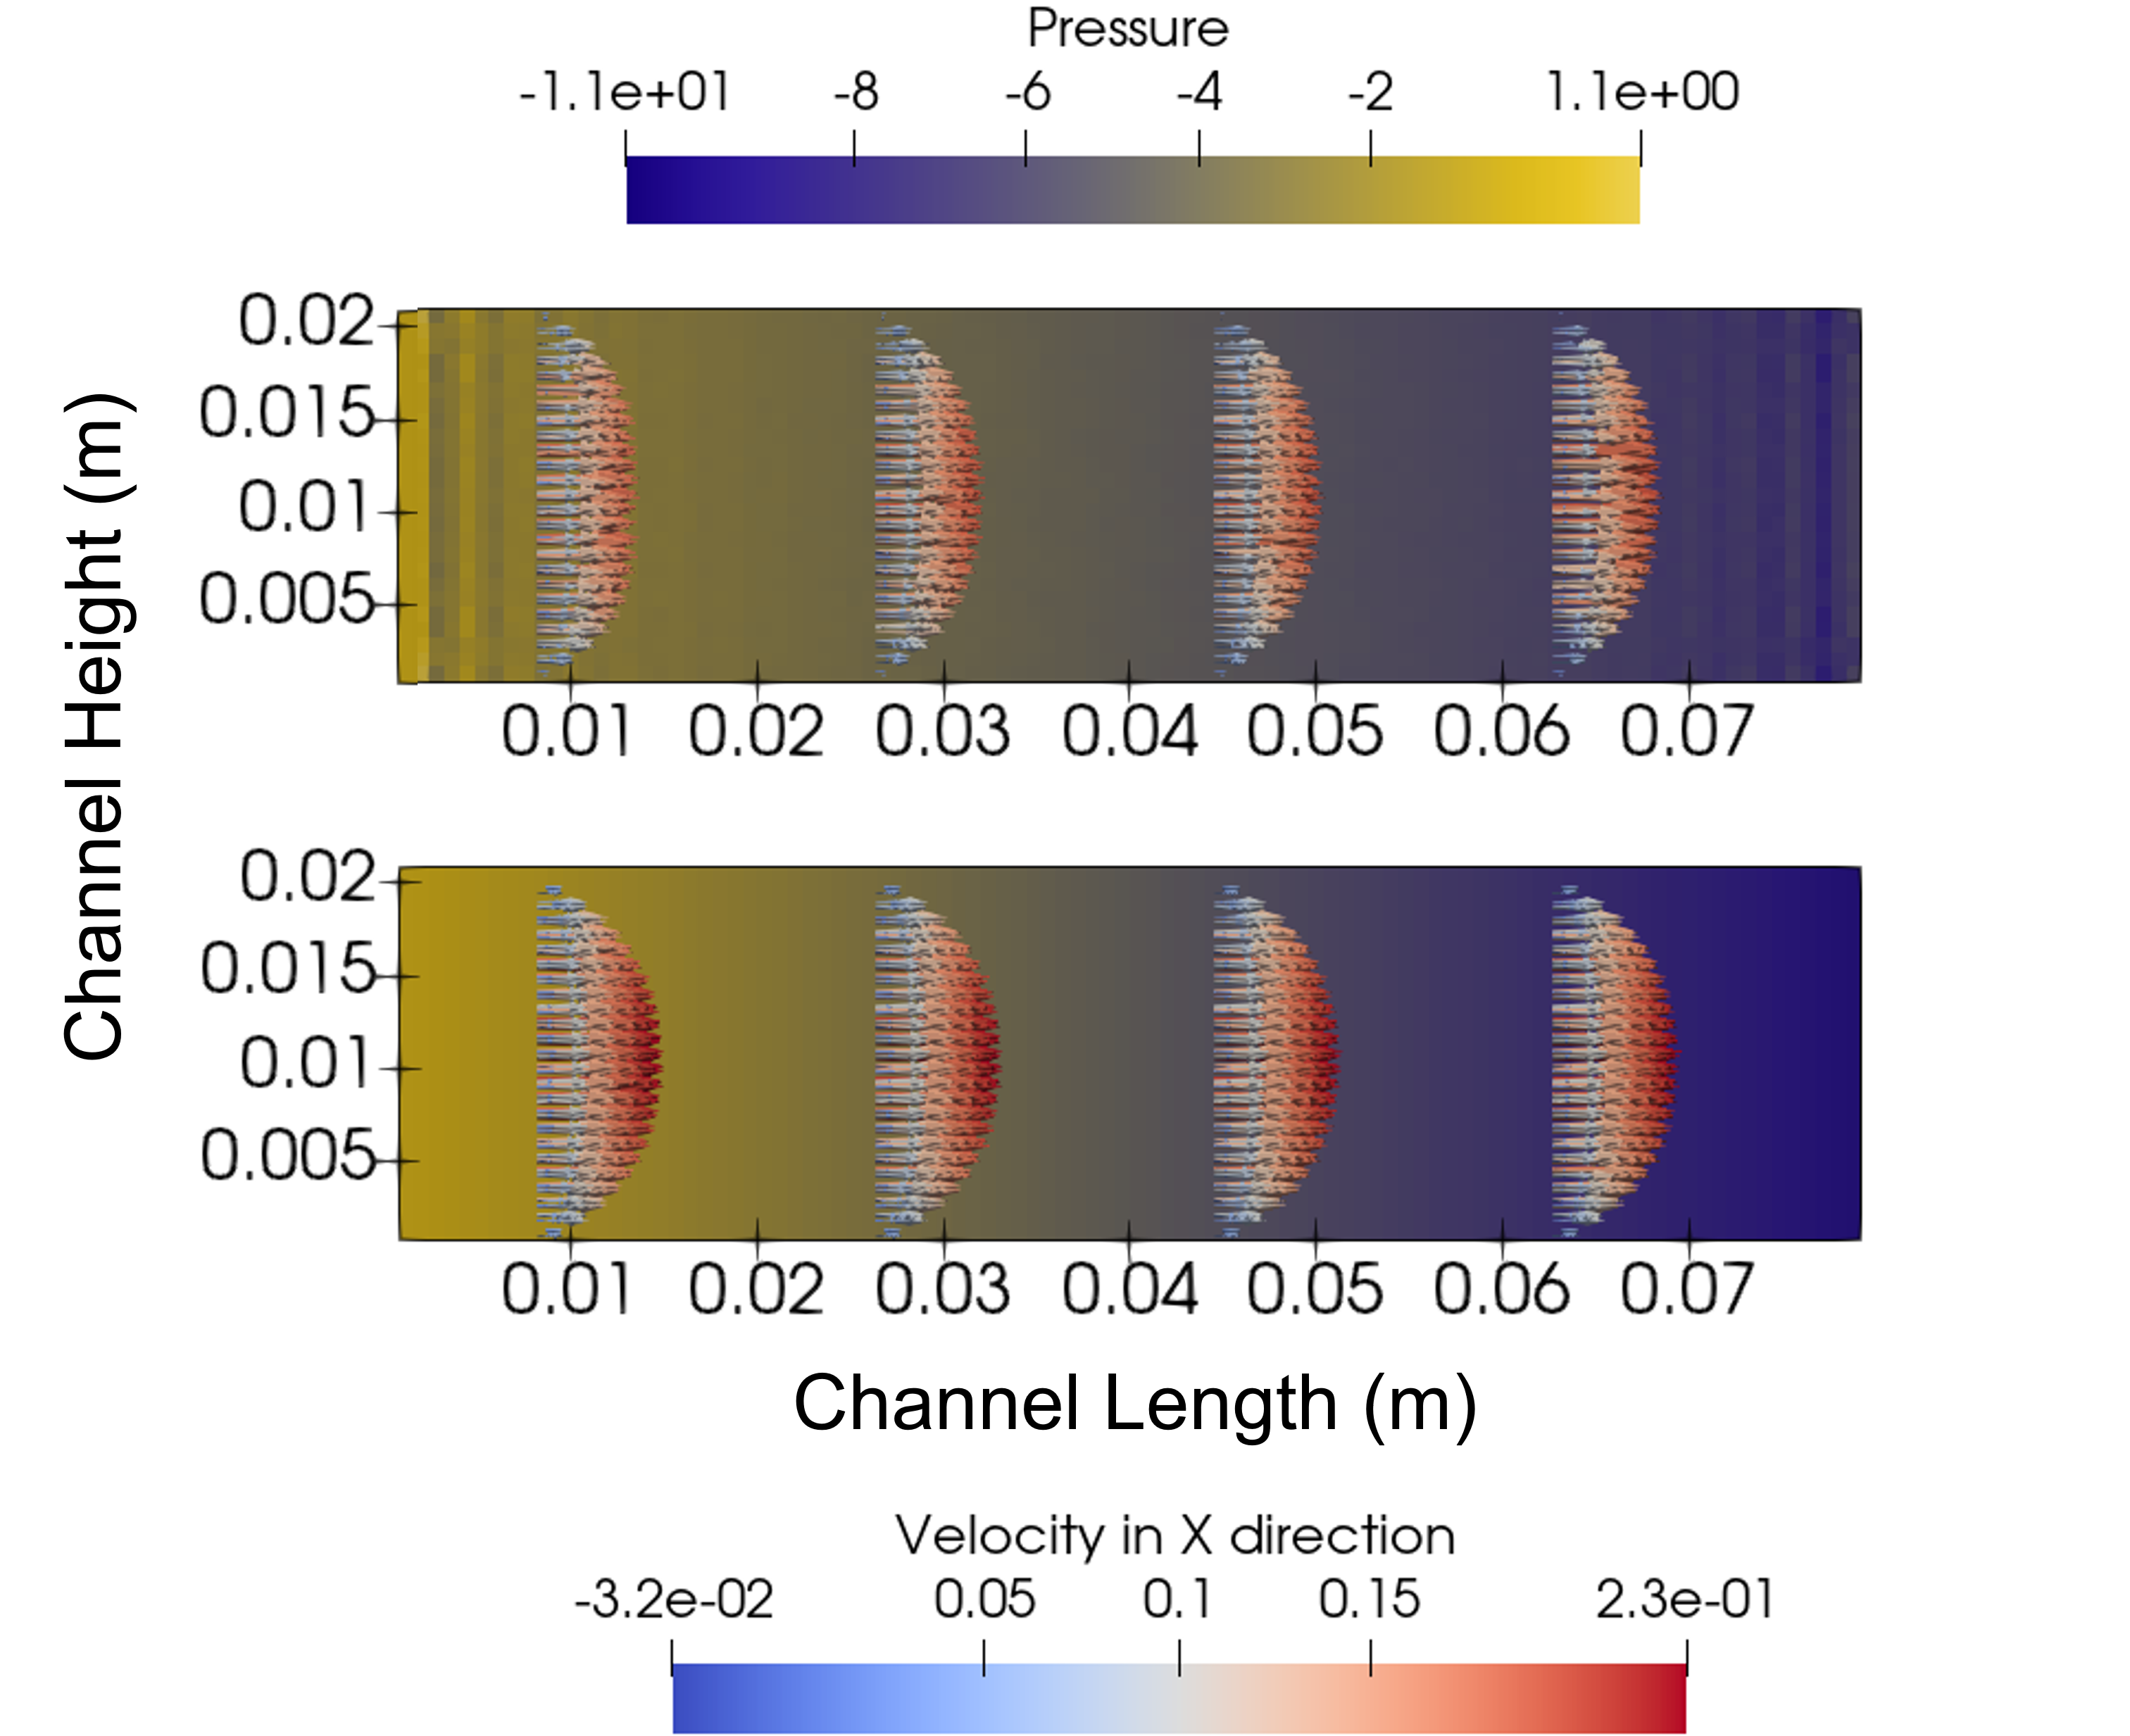 Pressure
-1.1e+01 -8 -6 -4 -2 1.1e+00
Channel Height (m)
0.02
0.015
0.01
0.005
0.01 0.02 0.03 0.04 0.05 0.06 0.07
0.02
0.015
0.01
0.005
0.01 0.02 0.03 0.04 0.05 0.06 0.07
Channel Length (m)
Velocity in X direction
-3.2e-02 0.05 0.1 0.15 2.3e-01